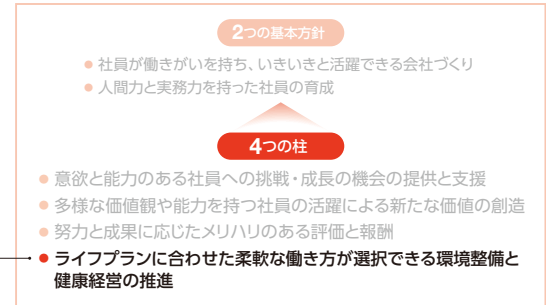 2つの基本方針
● 社員が働きがいを持ち、いきいきと活躍できる会社づくり
● 人間力と実務力を持った社員の育成
4つの柱
● 意欲と能力のある社員への挑戦・成長の機会の提供と支援
● 多様な価値観や能力を持つ社員の活躍による新たな価値の創造
● 努力と成果に応じたメリハリのある評価と報酬
● ライフプランに合わせた柔軟な働き方が選択できる環境整備と
健康経営の推進